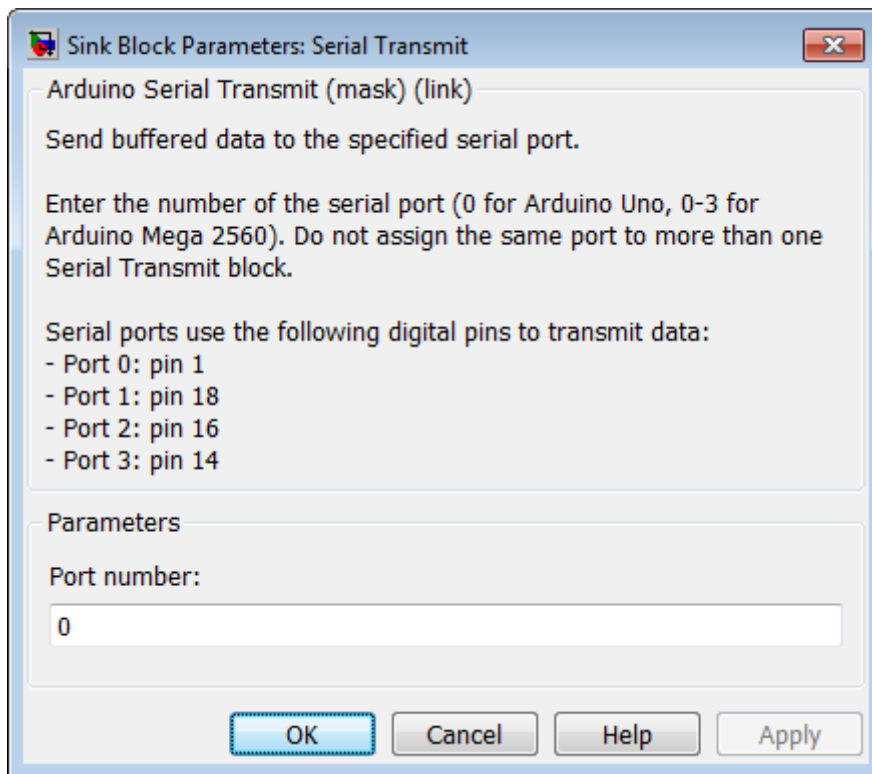 Sink Block Parameters: Serial Transmit
Arduino Serial Transmit (mask) (link)
Send buffered data to the specified serial port.
Enter the number of the serial port (0 for Arduino Uno, 0-3 for
Arduino Mega 2560). Do not assign the same port to more than one
Serial Transmit block.
Serial ports use the following digital pins to transmit data:
- Port 0: pin 1
- Port 1: pin 18
- Port 2: pin 16
- Port 3: pin 14
Parameters
Port number:
0
OK Cancel Help Apply